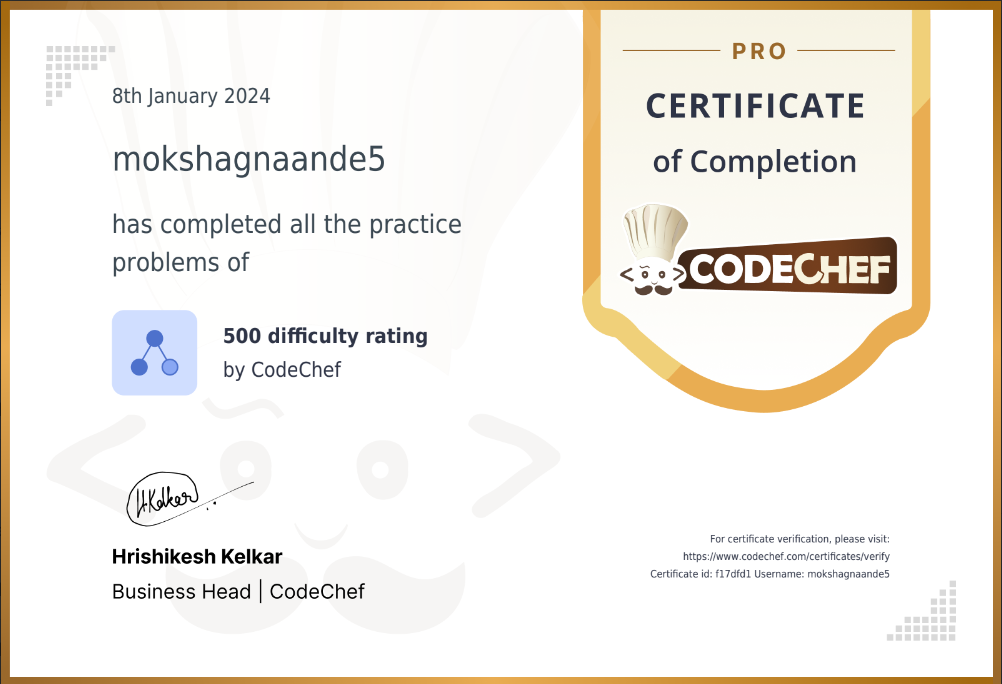 8th January 2024
mokshagnaande5
has completed all the practice
problems of
500 difficulty rating
by CodeChef
H.Kelkar
Hrishikesh Kelkar
Business Head | CodeChef
PRO
CERTIFICATE
of Completion
CODECHEF
For certificate verification, please visit:
https://www.codechef.com/certificates/verify
Certificate id: f17dfd1 Username: mokshagnaande5